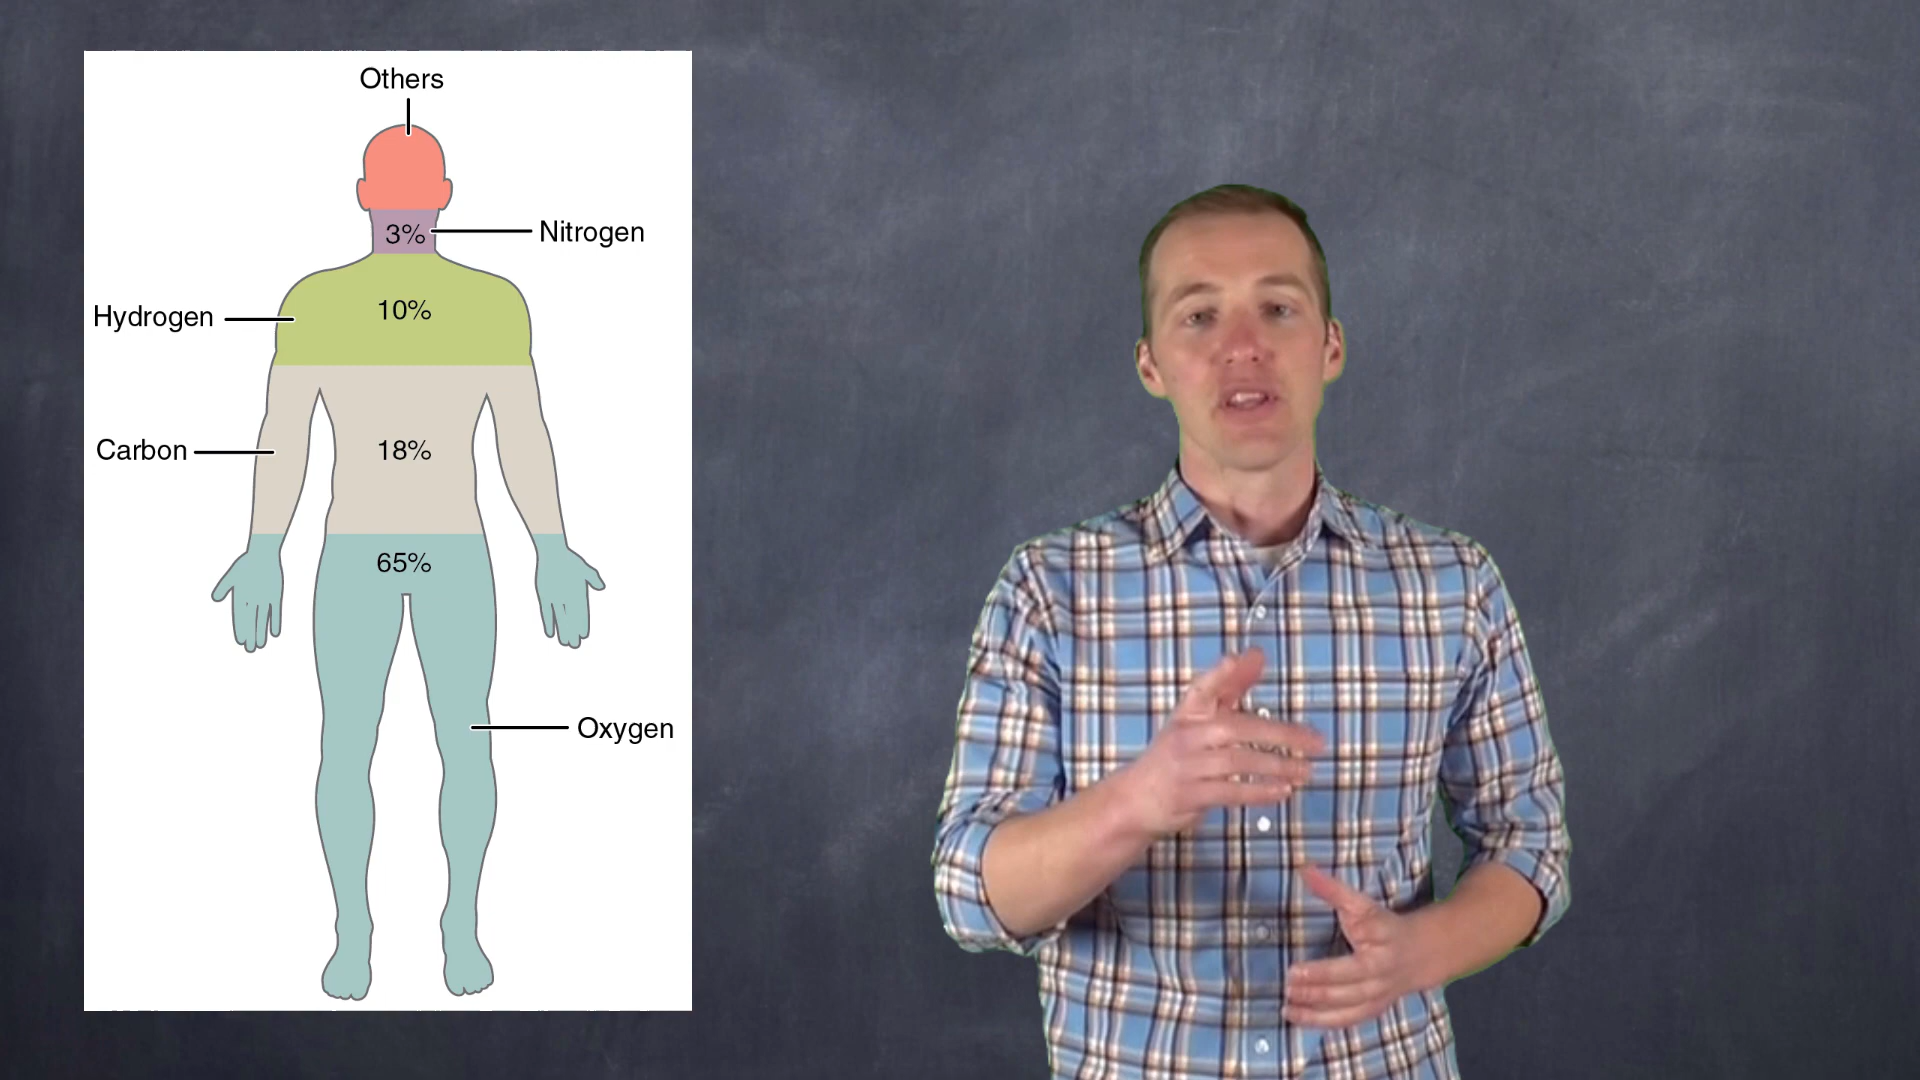 Others
3%
Nitrogen
Hydrogen
10%
Carbon
18%
65%
Oxygen